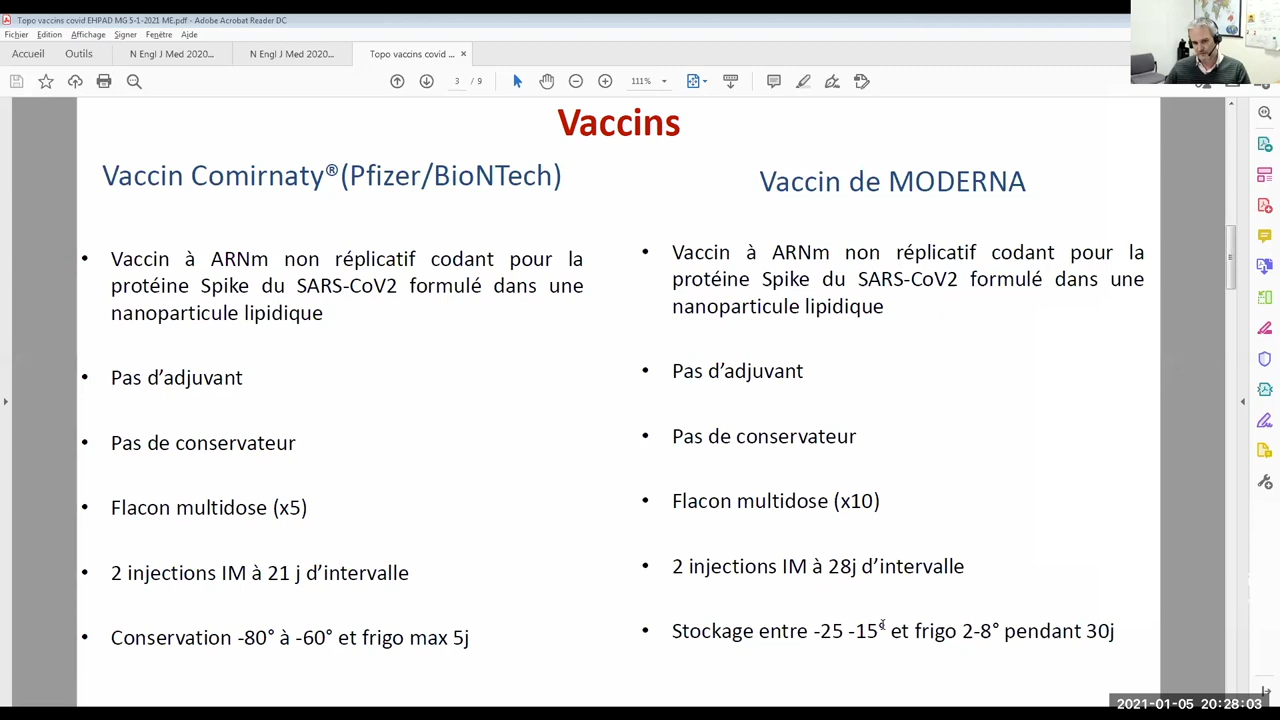 Topo vaccins covid EHPAD MG 5-1-2021 ME.pdf - Adobe Acrobat Reader DC
Fichier Edition Affichage Signer Fenêtre Aide
Accueil Outils N Engl J Med 2020... N Engl J Med 2020... Topo vaccins covid ... ×
3 / 9 111%
Vaccins
Vaccin Comirnaty®(Pfizer/BioNTech)
• Vaccin à ARNm non réplicatif codant pour la
protéine Spike du SARS-CoV2 formulé dans une
nanoparticule lipidique
• Pas d’adjuvant
• Pas de conservateur
• Flacon multidose (x5)
• 2 injections IM à 21 j d’intervalle
• Conservation -80° à -60° et frigo max 5j
Vaccin de MODERNA
• Vaccin à ARNm non réplicatif codant pour la
protéine Spike du SARS-CoV2 formulé dans une
nanoparticule lipidique
• Pas d’adjuvant
• Pas de conservateur
• Flacon multidose (x10)
• 2 injections IM à 28j d’intervalle
• Stockage entre -25 -15° et frigo 2-8° pendant 30j
2021-01-05 20:28:03